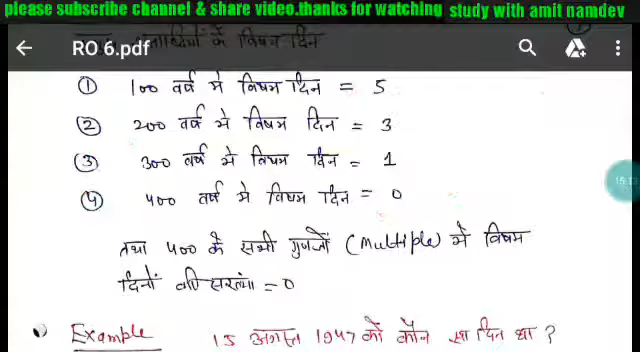 please subscribe channel & share video.thanks for watching study with amit namdev
RO 6.pdf
शताब्दियों के विषम दिन
① 100 वर्ष मे विषम दिन = 5
② 200 वर्ष मे विषम दिन = 3
③ 300 वर्ष मे विषम दिन = 1
④ 400 वर्ष मे विषम दिन = 0
तथा 400 के सभी गुणजों (Multiple) मे विषम
दिनों की संख्या = 0
Example 15 अगस्त 1947 को कौन सा दिन था ?